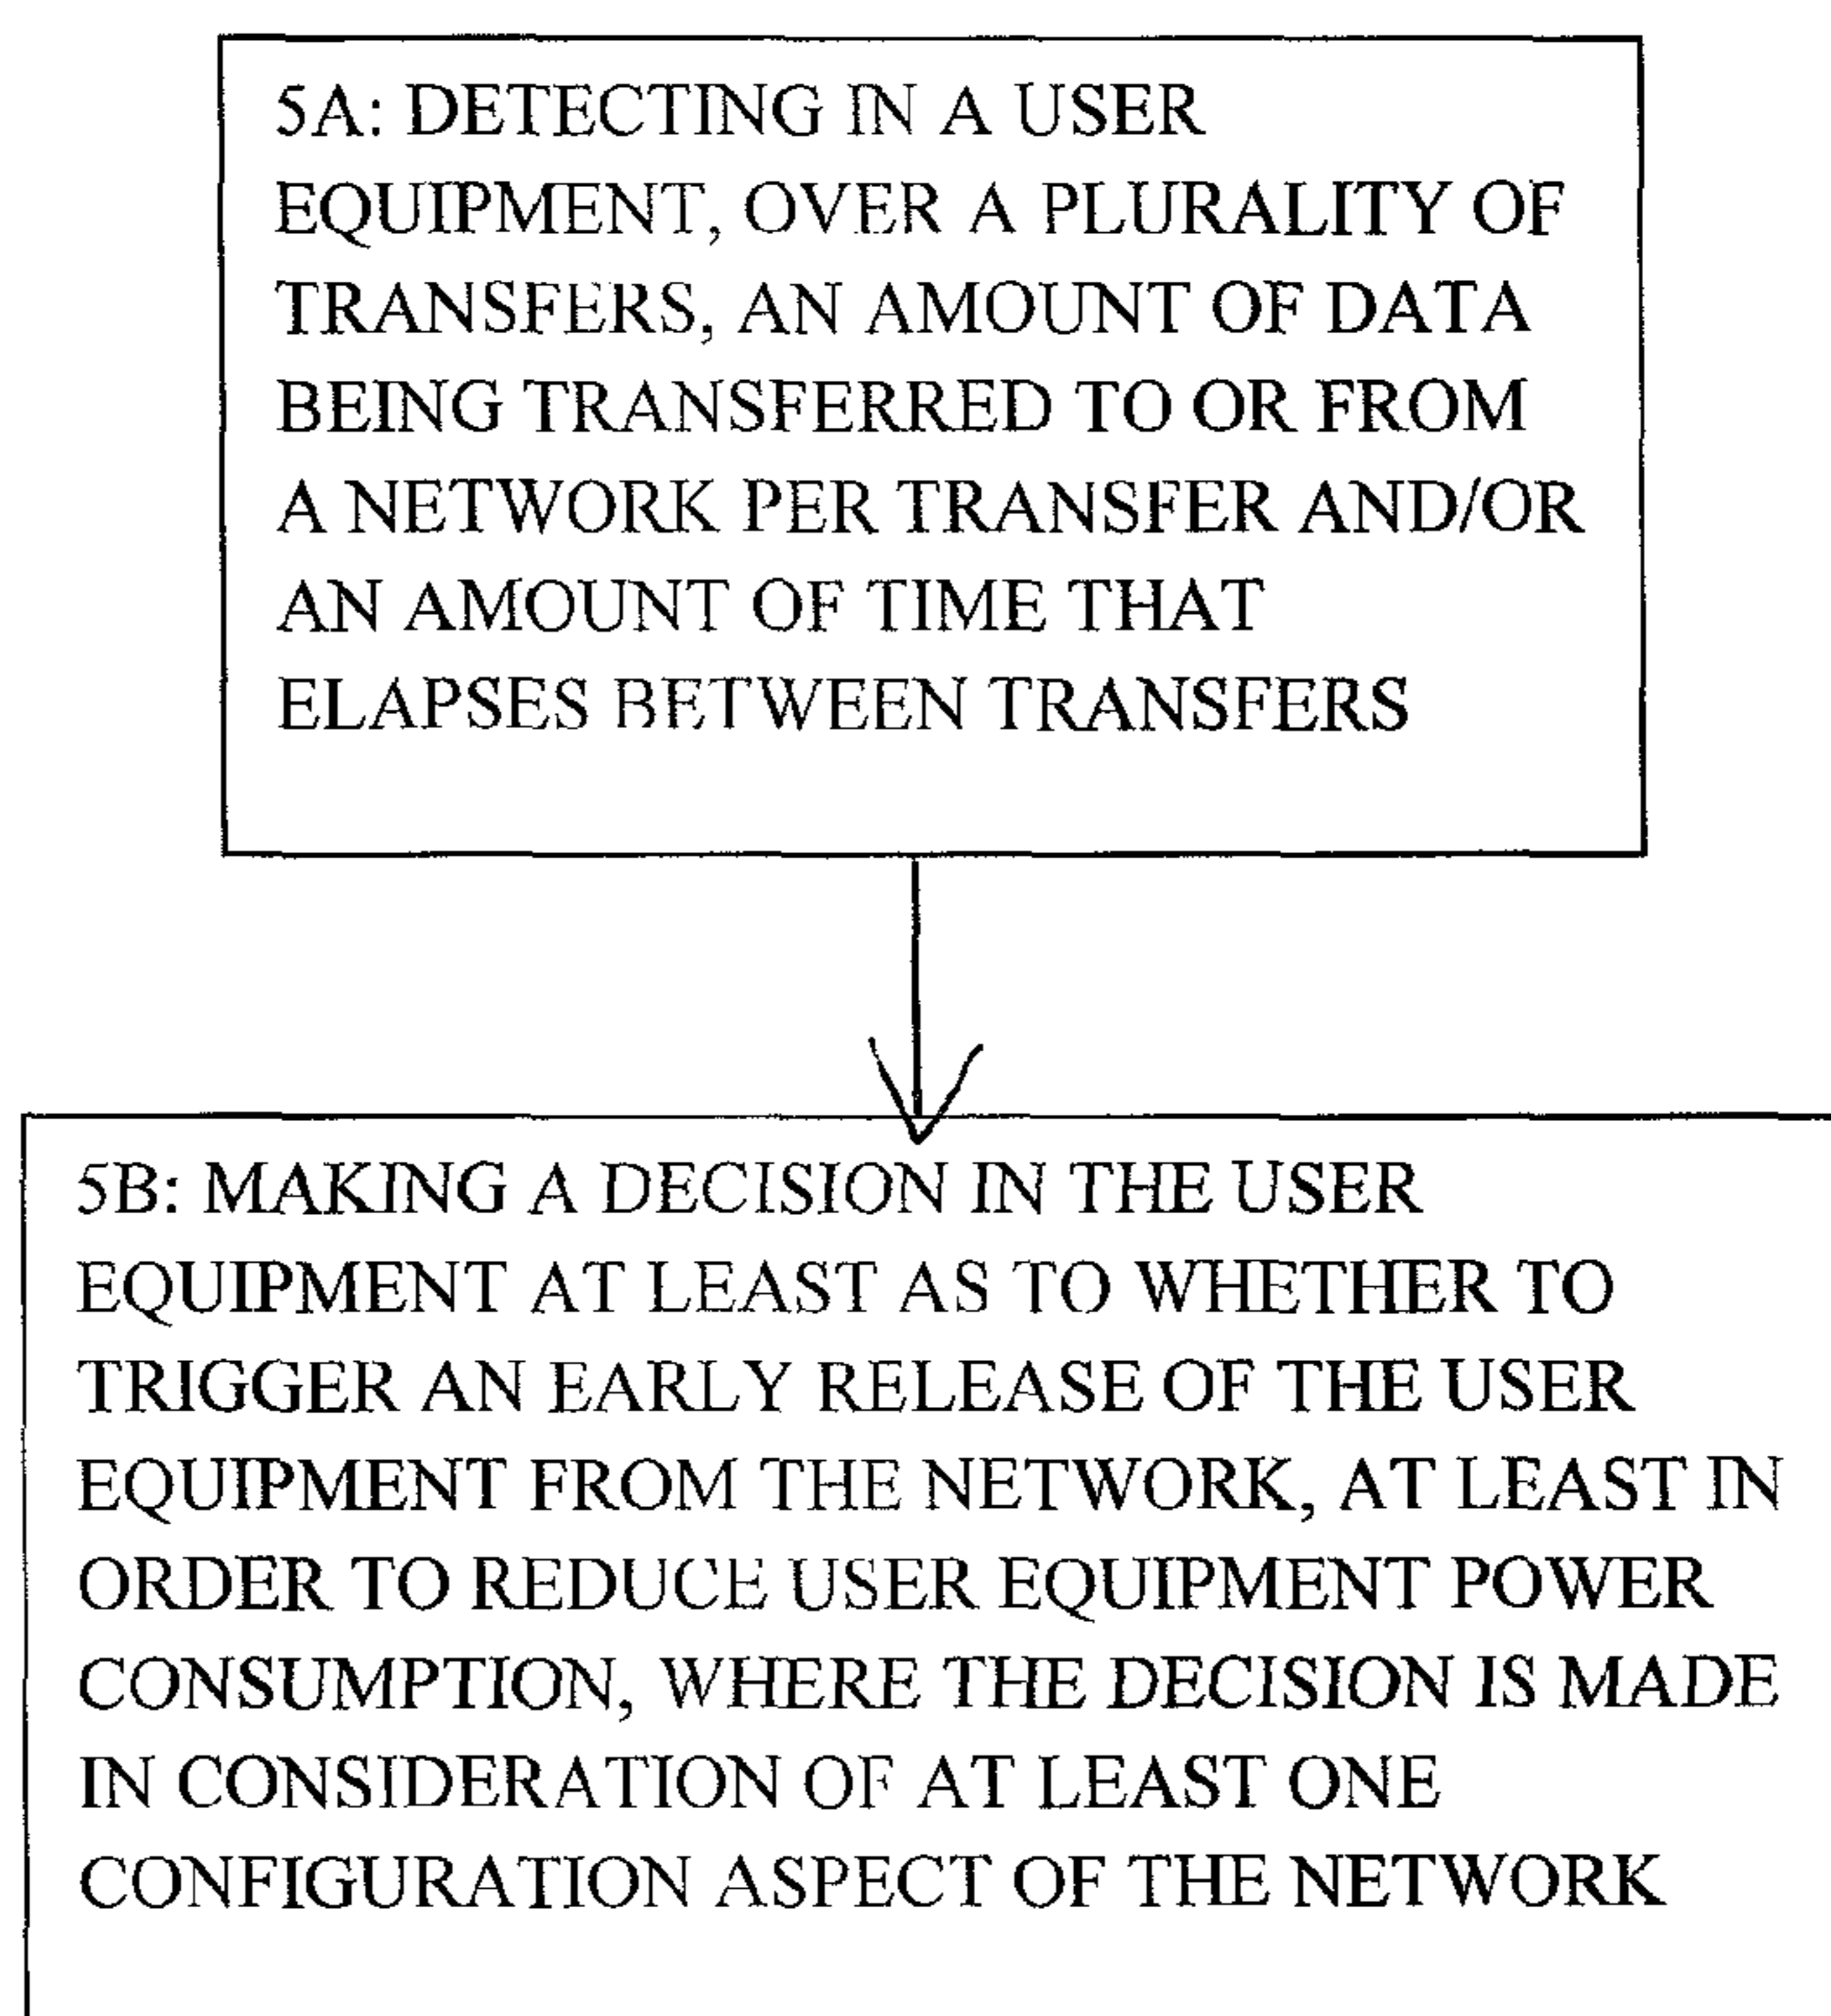 5A: DETECTING IN A USER
EQUIPMENT, OVER A PLURALITY OF
TRANSFERS, AN AMOUNT OF DATA
BEING TRANSFERRED TO OR FROM
A NETWORK PER TRANSFER AND/OR
AN AMOUNT OF TIME THAT
ELAPSES BETWEEN TRANSFERS
5B: MAKING A DECISION IN THE USER
EQUIPMENT AT LEAST AS TO WHETHER TO
TRIGGER AN EARLY RELEASE OF THE USER
EQUIPMENT FROM THE NETWORK, AT LEAST IN
ORDER TO REDUCE USER EQUIPMENT POWER
CONSUMPTION, WHERE THE DECISION IS MADE
IN CONSIDERATION OF AT LEAST ONE
CONFIGURATION ASPECT OF THE NETWORK